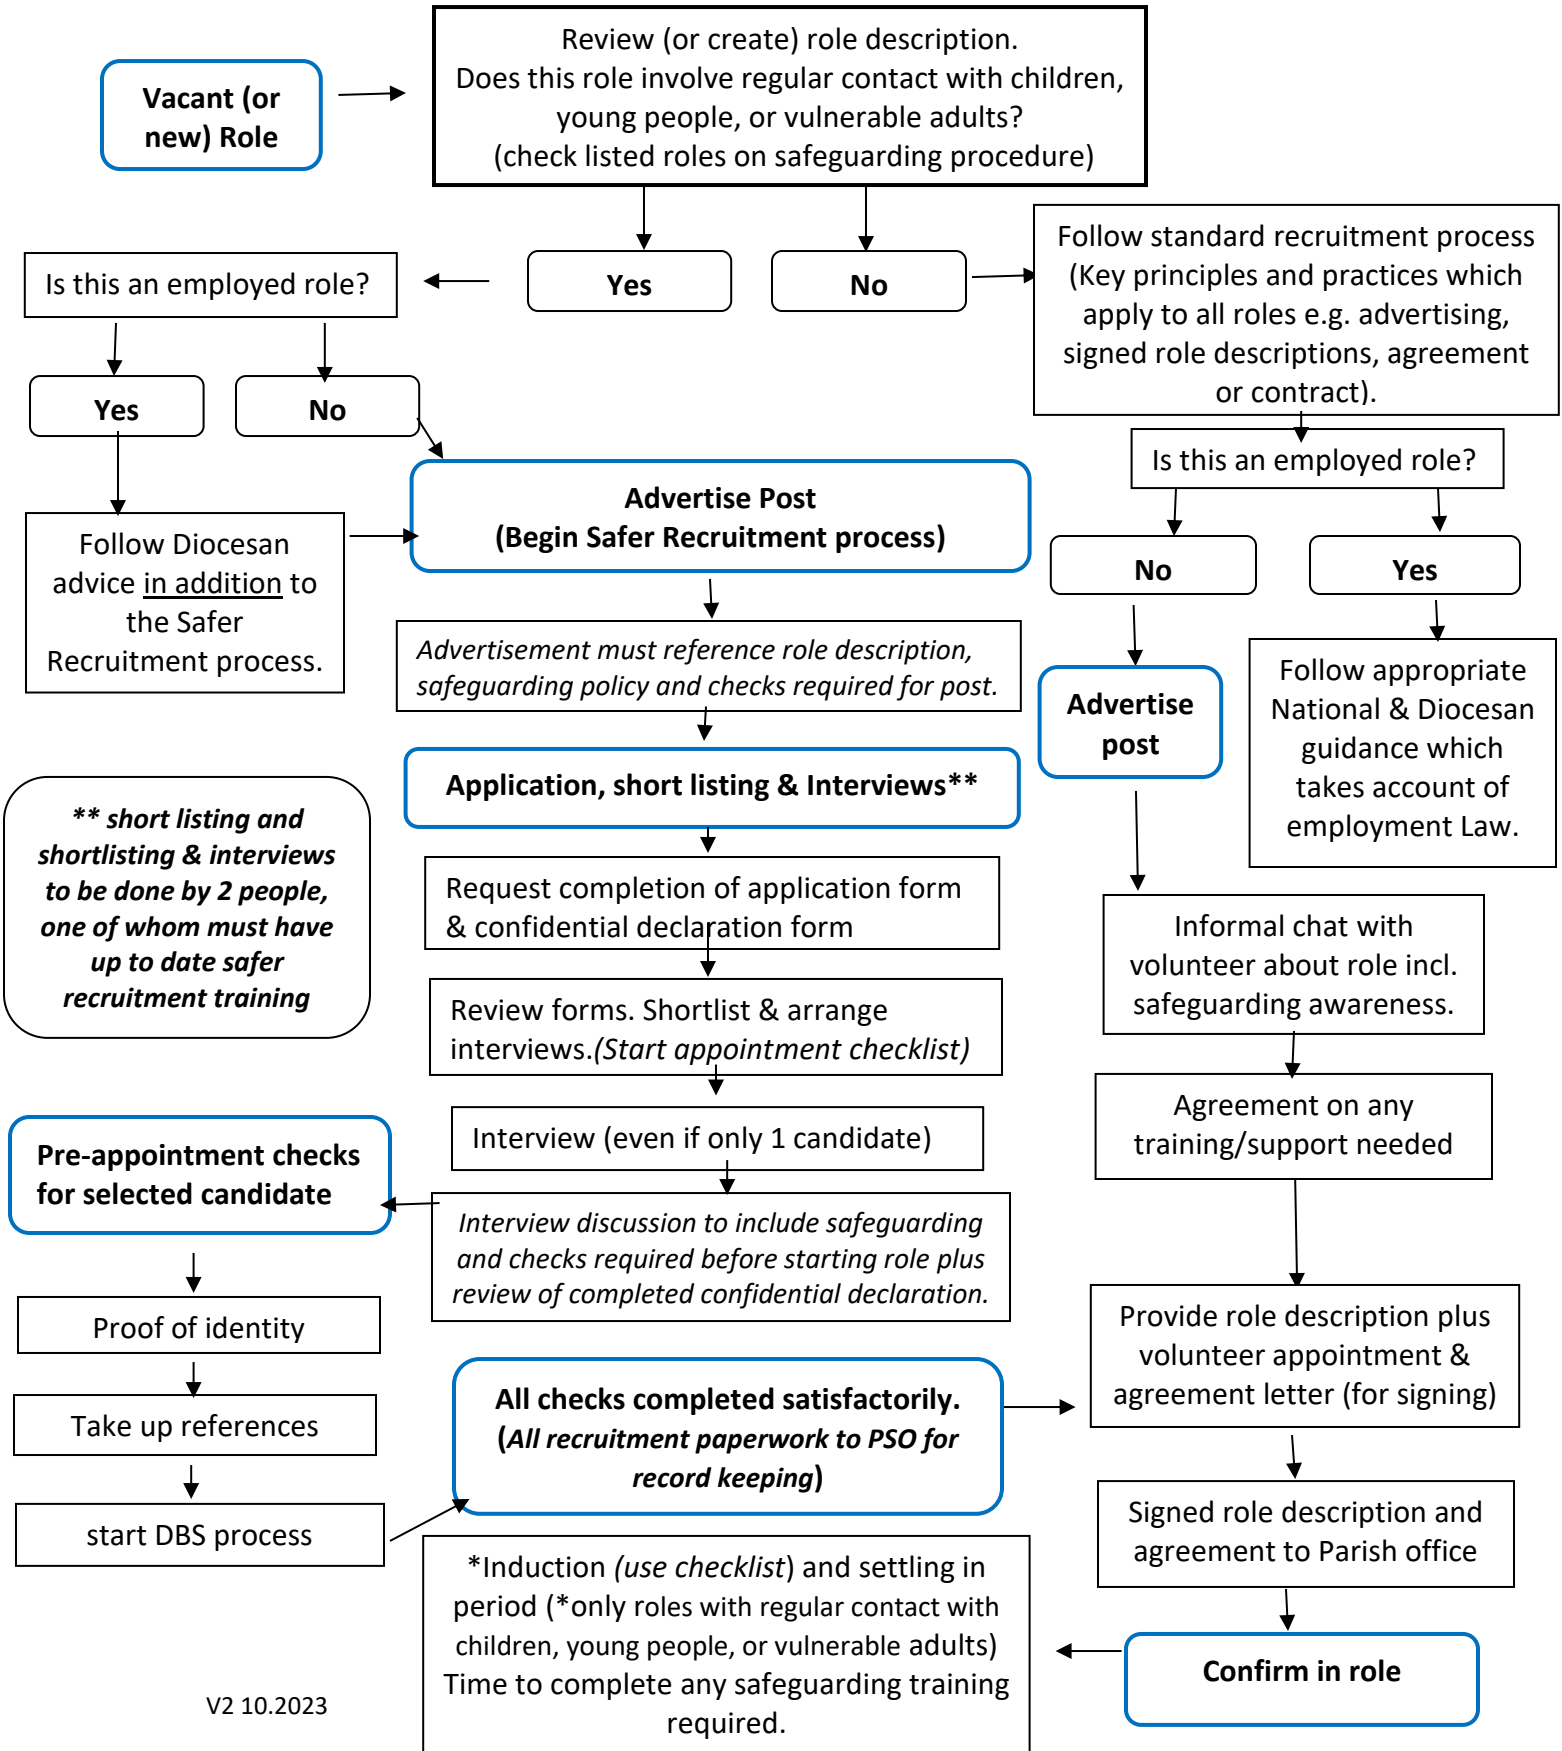 Vacant (or
new) Role
Review (or create) role description.
Does this role involve regular contact with children,
young people, or vulnerable adults?
(check listed roles on safeguarding procedure)
Yes
No
Is this an employed role?
Yes
No
Follow Diocesan
advice in addition to
the Safer
Recruitment process.
Follow standard recruitment process
(Key principles and practices which
apply to all roles e.g. advertising,
signed role descriptions, agreement
or contract).
Is this an employed role?
No
Yes
Advertise
post
Follow appropriate
National & Diocesan
guidance which
takes account of
employment Law.
Advertise Post
(Begin Safer Recruitment process)
Advertisement must reference role description,
safeguarding policy and checks required for post.
Application, short listing & Interviews**
** short listing and
shortlisting & interviews
to be done by 2 people,
one of whom must have
up to date safer
recruitment training
Request completion of application form
& confidential declaration form
Review forms. Shortlist & arrange
interviews.(Start appointment checklist)
Interview (even if only 1 candidate)
Interview discussion to include safeguarding
and checks required before starting role plus
review of completed confidential declaration.
Pre-appointment checks
for selected candidate
Proof of identity
Take up references
start DBS process
All checks completed satisfactorily.
(All recruitment paperwork to PSO for
record keeping)
Informal chat with
volunteer about role incl.
safeguarding awareness.
Agreement on any
training/support needed
Provide role description plus
volunteer appointment &
agreement letter (for signing)
Signed role description and
agreement to Parish office
Confirm in role
*Induction (use checklist) and settling in
period (*only roles with regular contact with
children, young people, or vulnerable adults)
Time to complete any safeguarding training
required.
V2 10.2023